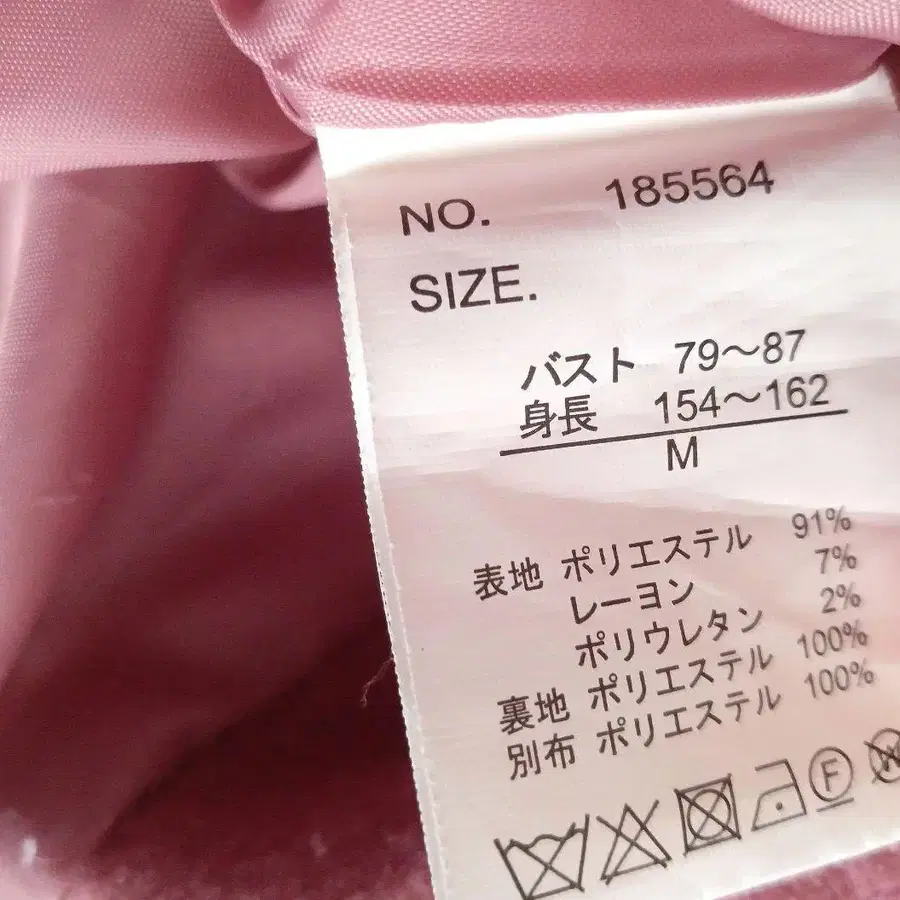 NO. 185564
SIZE.
バスト 79〜87
身長 154〜162
M
表地 ポリエステル 91%
レーヨン 7%
ポリウレタン 2%
裏地 ポリエステル 100%
別布 ポリエステル 100%
F W